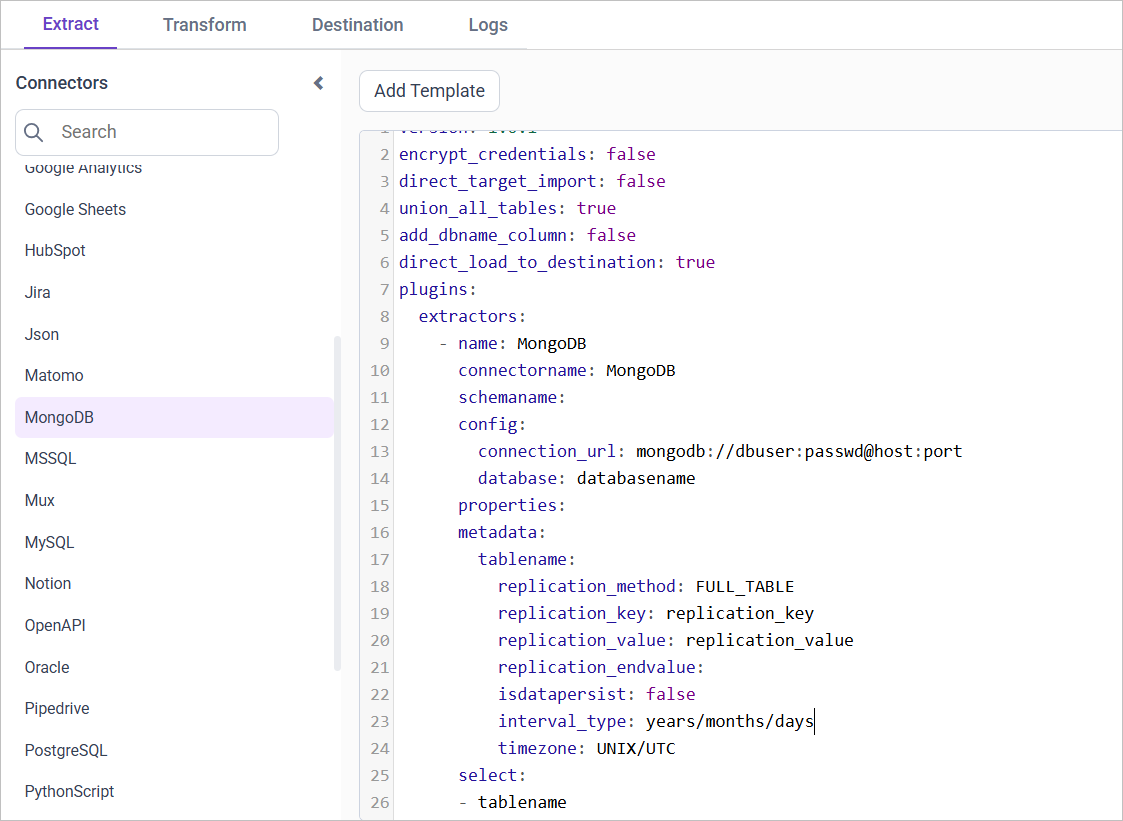 Extract Transform Destination Logs
Connectors
Search
Google Analytics
Google Sheets
HubSpot
Jira
Json
Matomo
MongoDB
MSSQL
Mux
MySQL
Notion
OpenAPI
Oracle
Pipedrive
PostgreSQL
PythonScript
Add Template
1 version: 1.0.1
2 encrypt_credentials: false
3 direct_target_import: false
4 union_all_tables: true
5 add_dbname_column: false
6 direct_load_to_destination: true
7 plugins:
8   extractors:
9     - name: MongoDB
10       connectorname: MongoDB
11       schemaname:
12       config:
13         connection_url: mongodb://dbuser:passwd@host:port
14         database: databasename
15       properties:
16       metadata:
17         tablename:
18           replication_method: FULL_TABLE
19           replication_key: replication_key
20           replication_value: replication_value
21           replication_endvalue:
22           isdatapersist: false
23           interval_type: years/months/days
24           timezone: UNIX/UTC
25       select:
26       - tablename